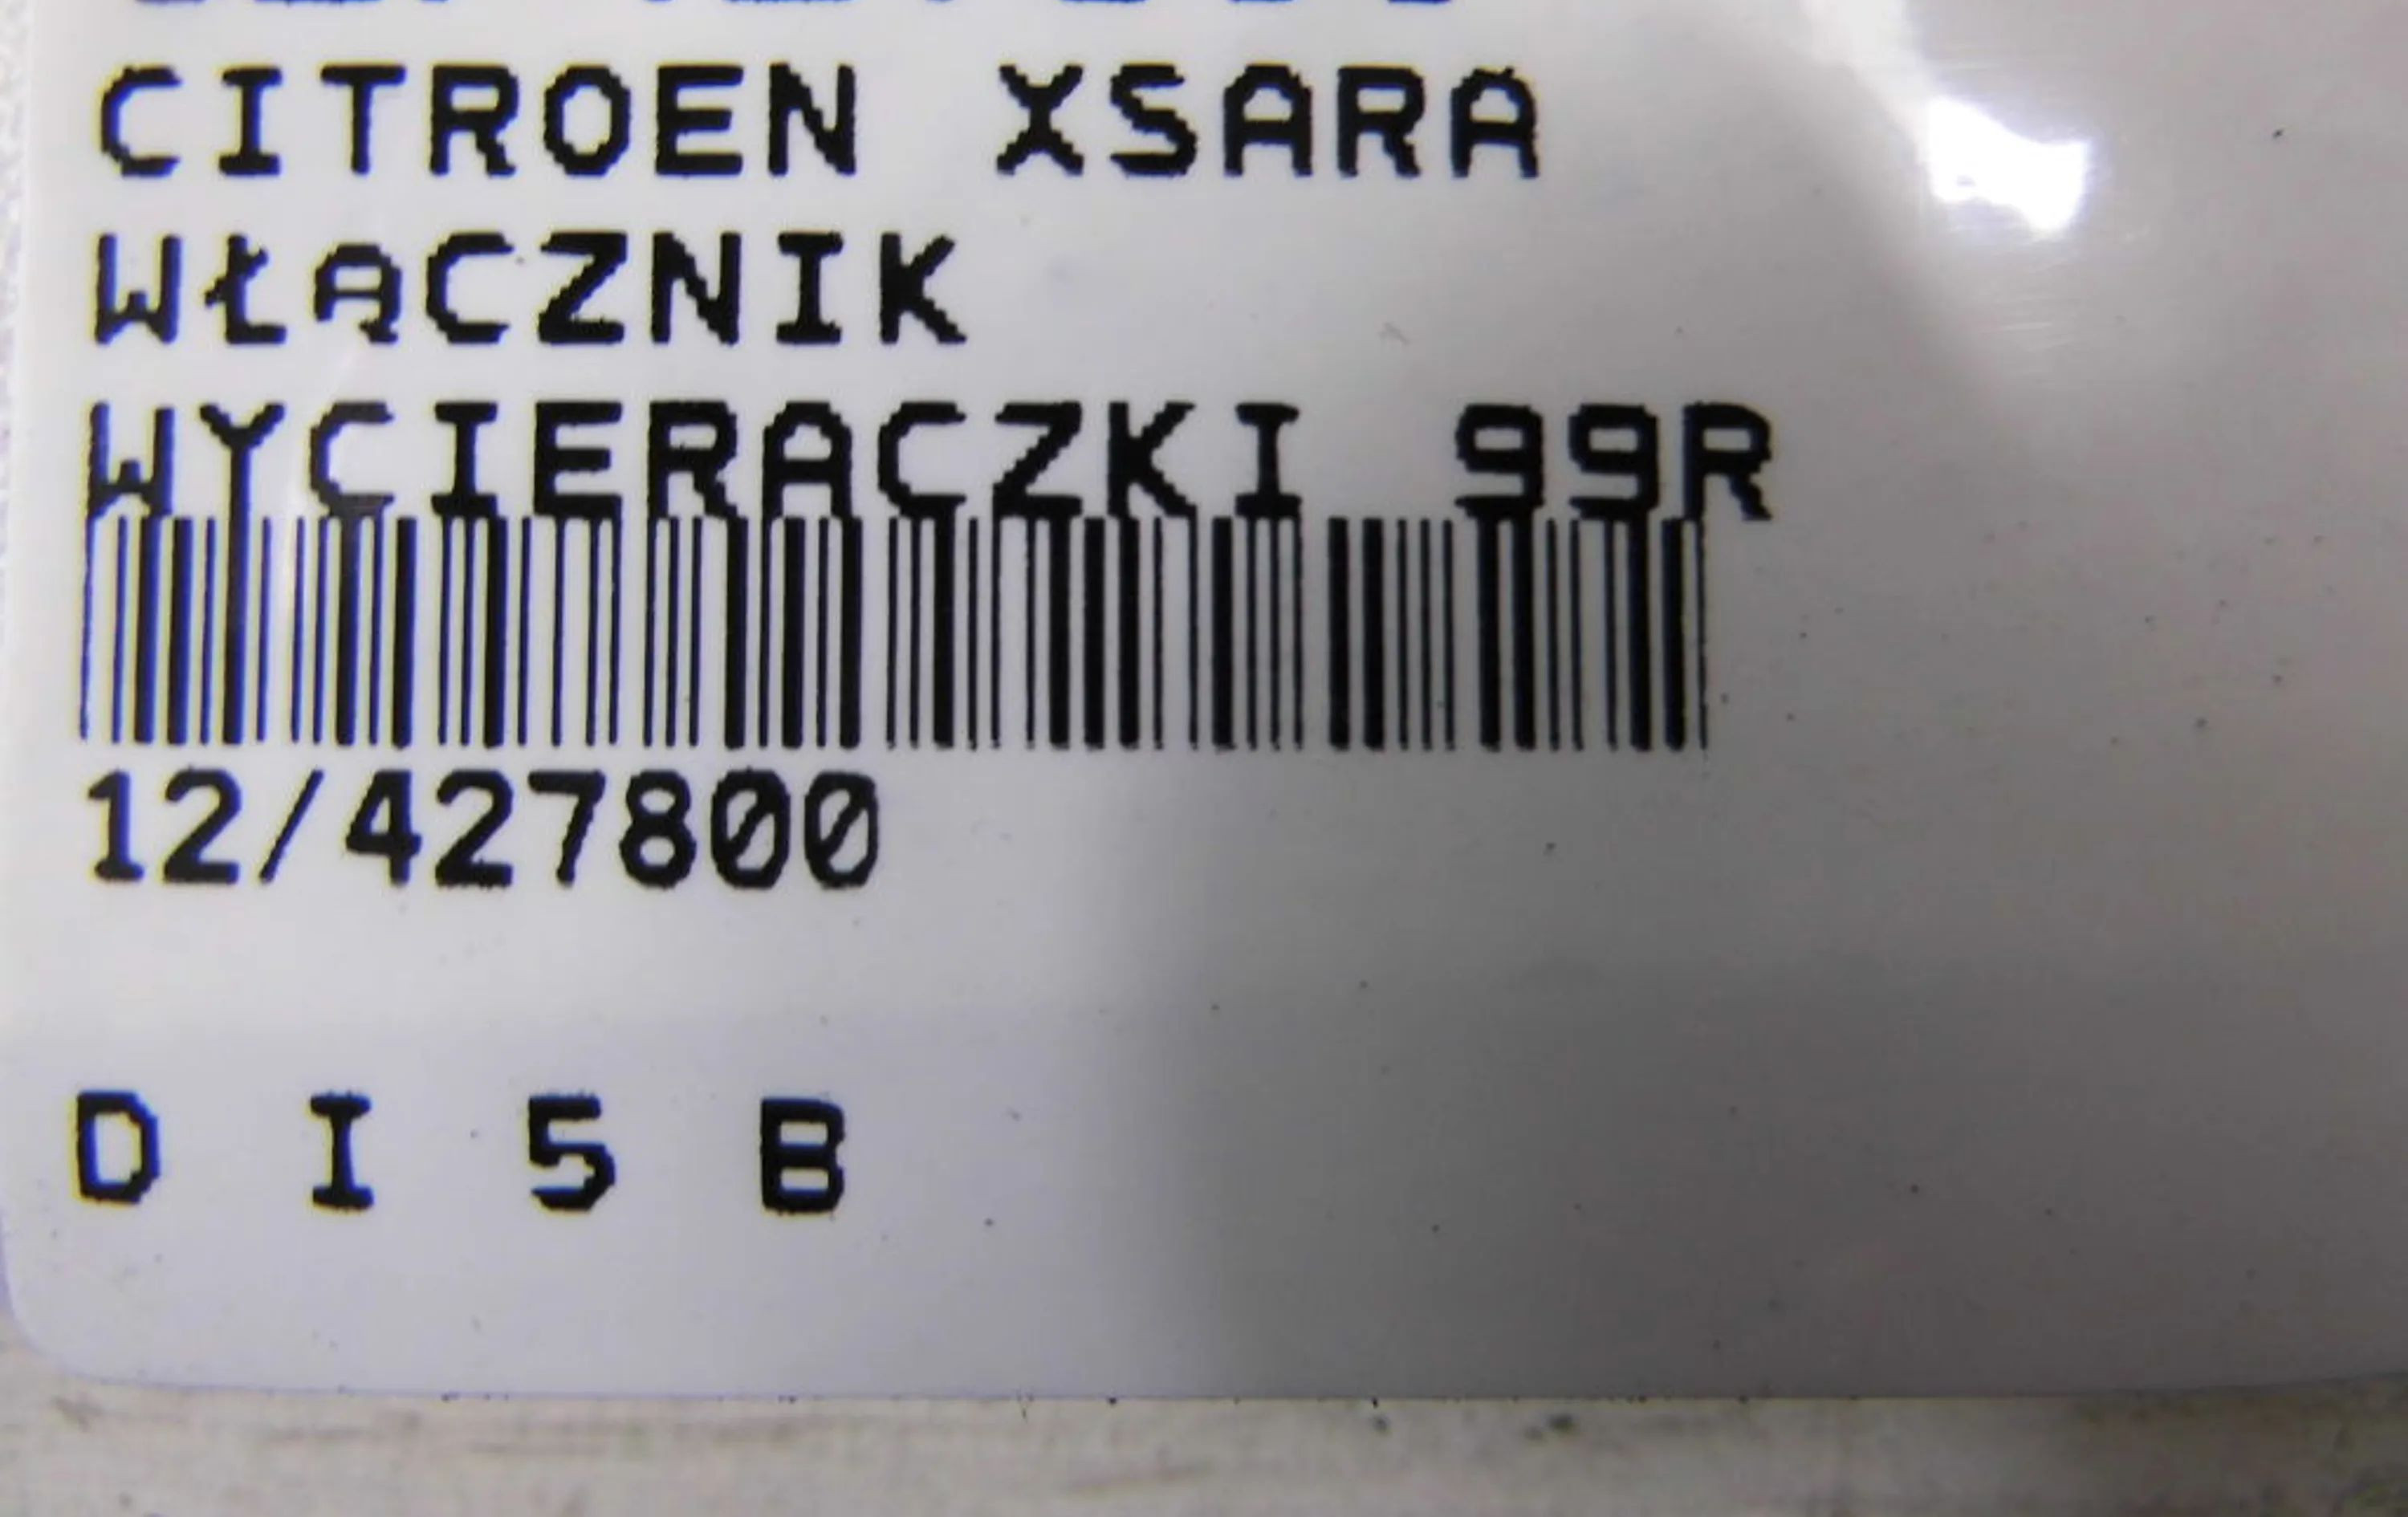 CITROEN XSARA
WŁĄCZNIK
WYCIERACZKI 99R
12/427800
D I 5 B